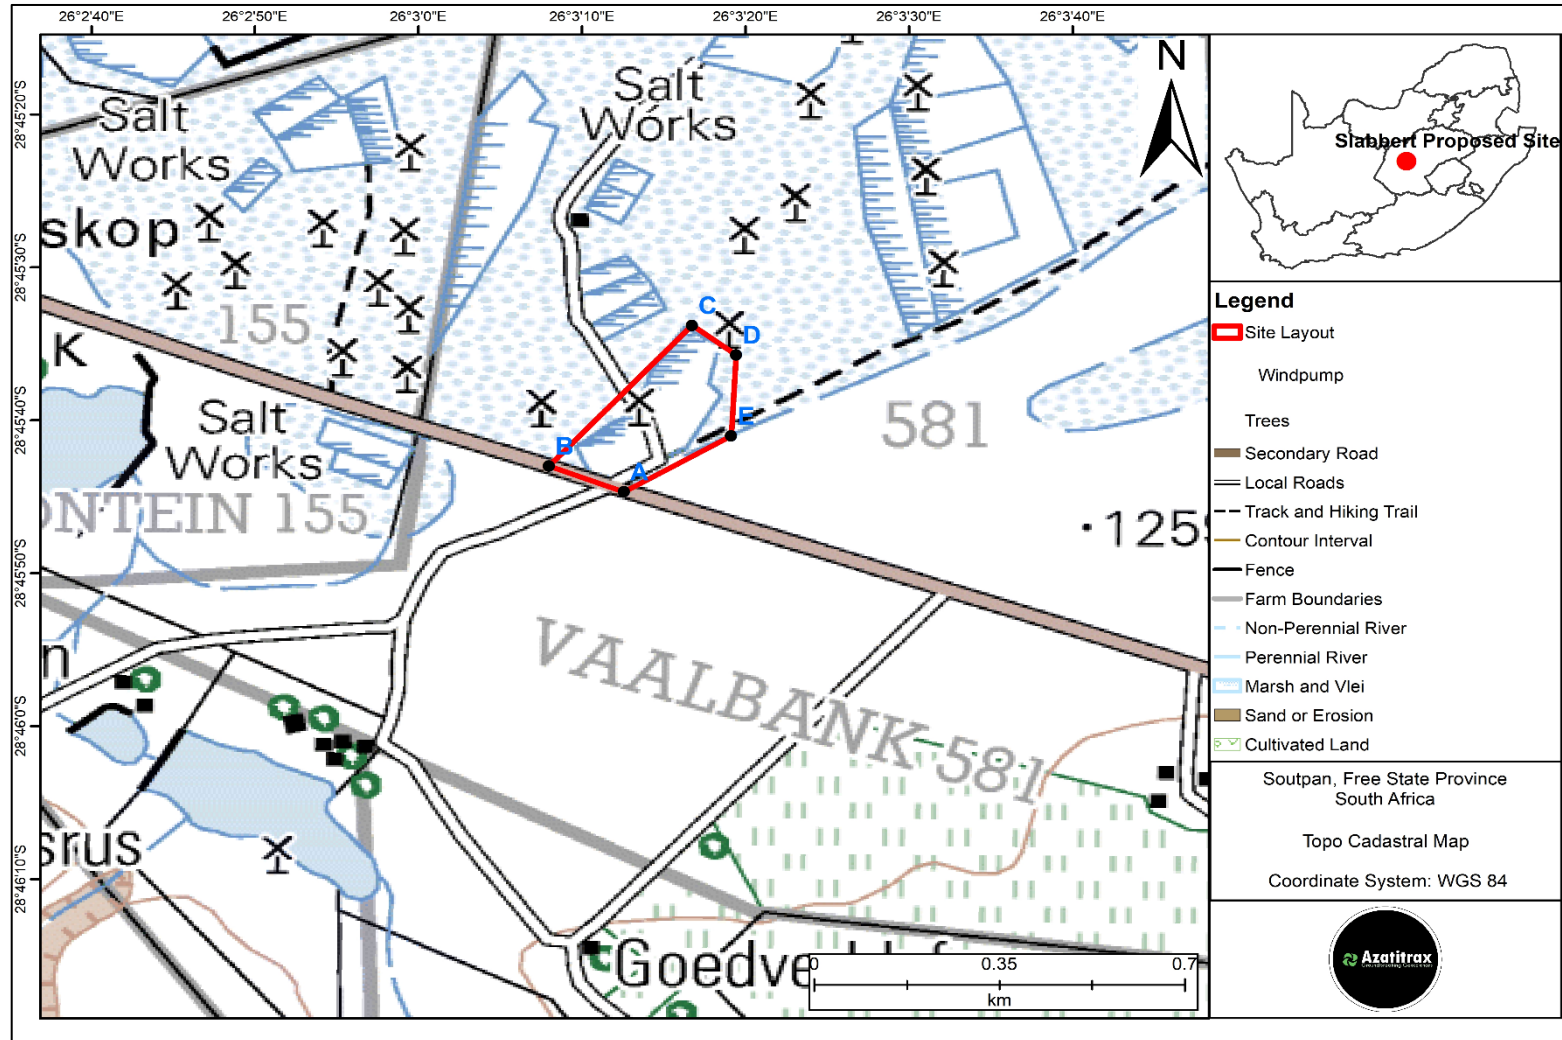 26°2'40"E
26°2'50"E
26°3'0"E
26°3'10"E
26°3'20"E
26°3'30"E
26°3'40"E
28°45'20"S
28°45'30"S
28°45'40"S
28°45'50"S
28°46'0"S
28°46'10"S
Salt
Works
Salt
Works
skop
155
K
Salt
Works
ONTEIN 155
C
D
E
B
A
581
1259
VAALBANK 581
n
srus
Goedve
0
0.35
0.7
km
N
Slabbert Proposed Site
Legend
Site Layout
Windpump
Trees
Secondary Road
Local Roads
Track and Hiking Trail
Contour Interval
Fence
Farm Boundaries
Non-Perennial River
Perennial River
Marsh and Vlei
Sand or Erosion
Cultivated Land
Soutpan, Free State Province
South Africa
Topo Cadastral Map
Coordinate System: WGS 84
Azatitrax